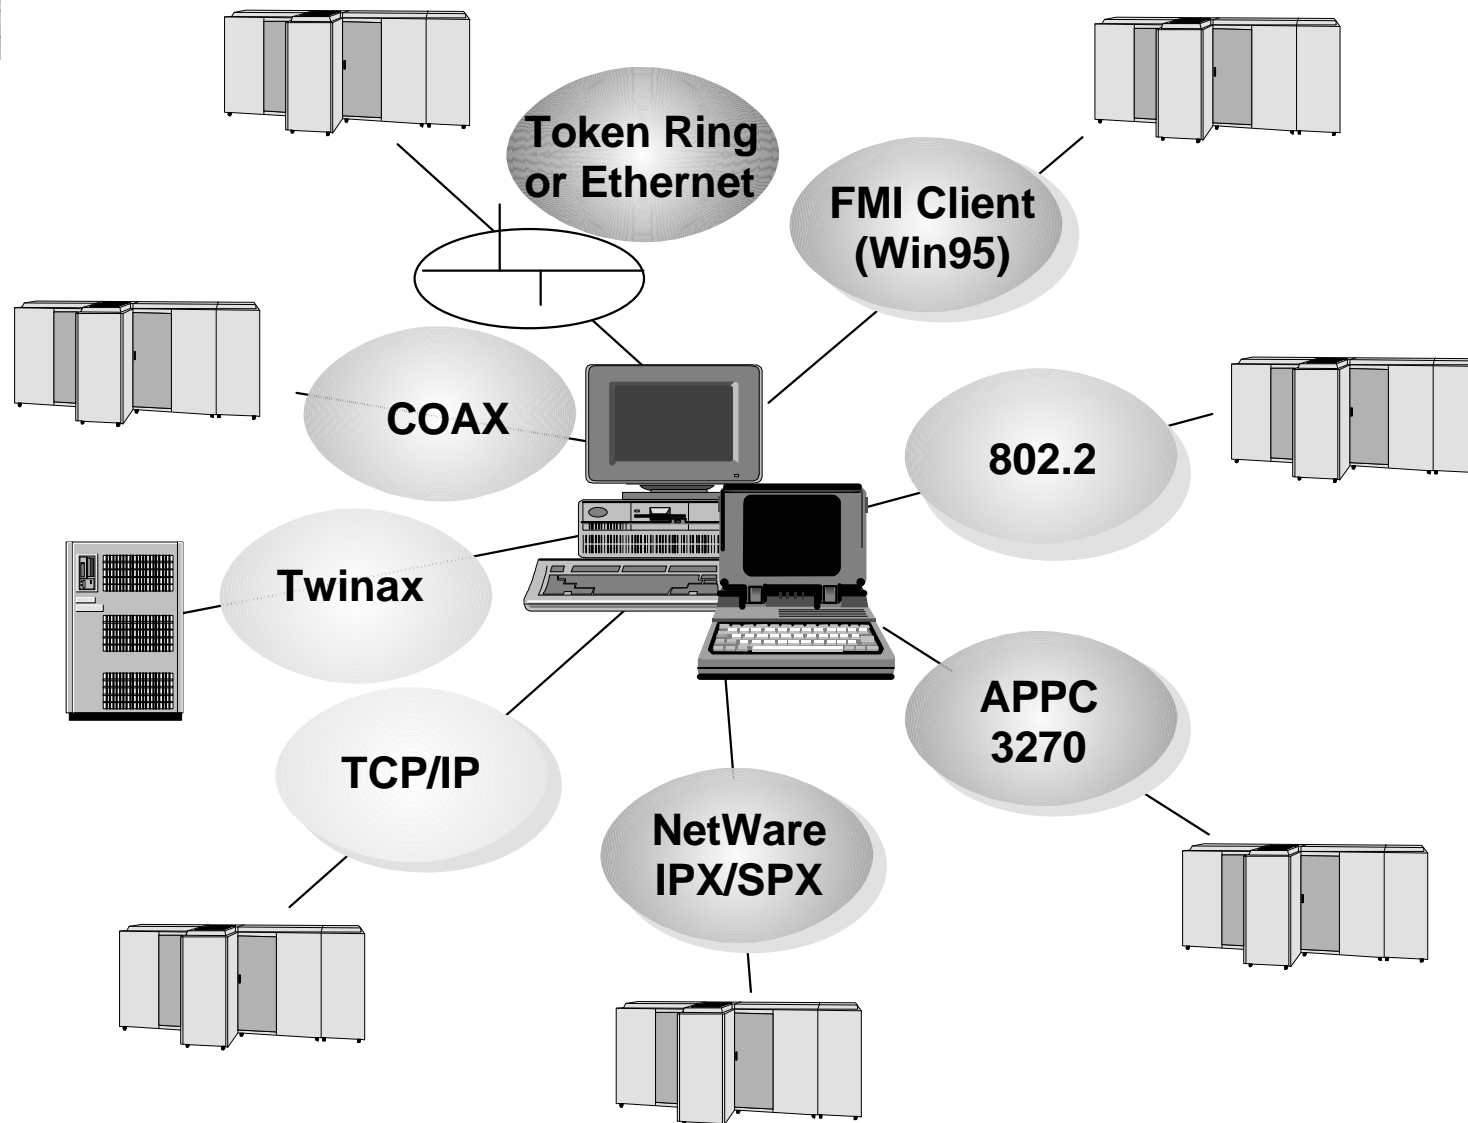 Token Ring
or Ethernet
FMI Client
(Win95)
COAX
802.2
Twinax
APPC
3270
TCP/IP
NetWare
IPX/SPX